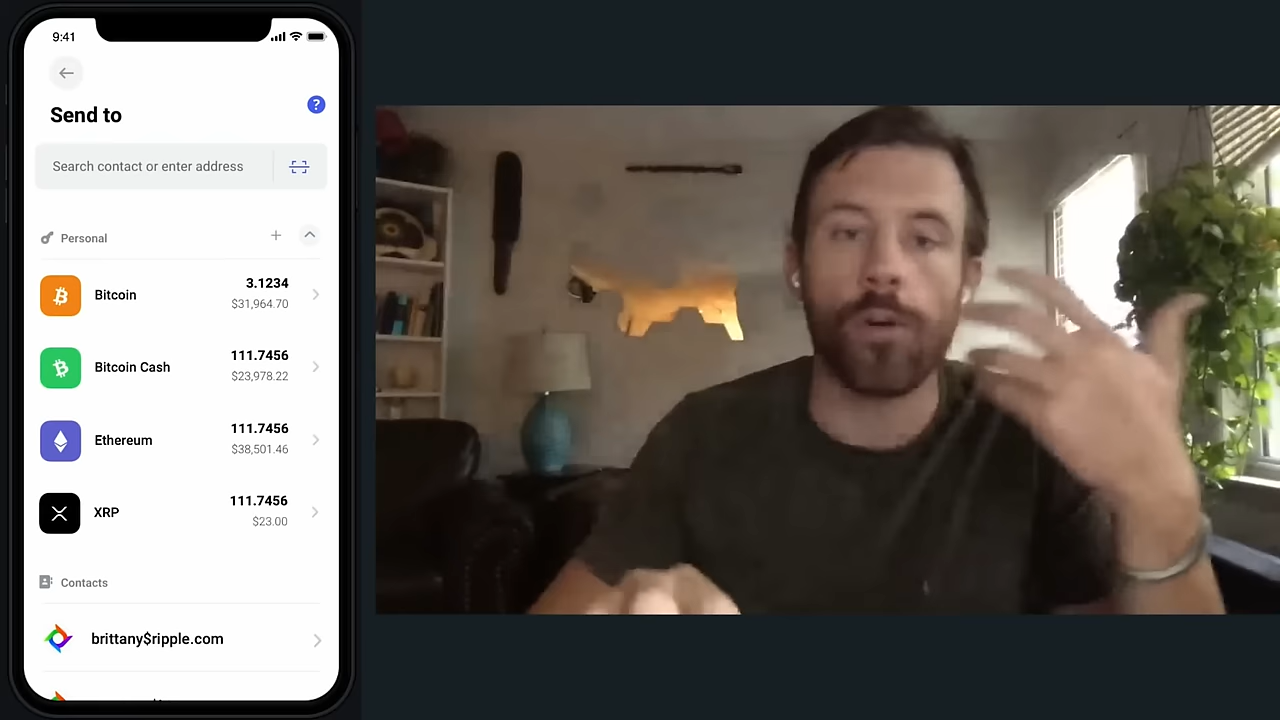 9:41
Send to
?
Search contact or enter address
Personal
Bitcoin
3.1234
$31,964.70
Bitcoin Cash
111.7456
$23,978.22
Ethereum
111.7456
$38,501.46
XRP
111.7456
$23.00
Contacts
brittany$ripple.com